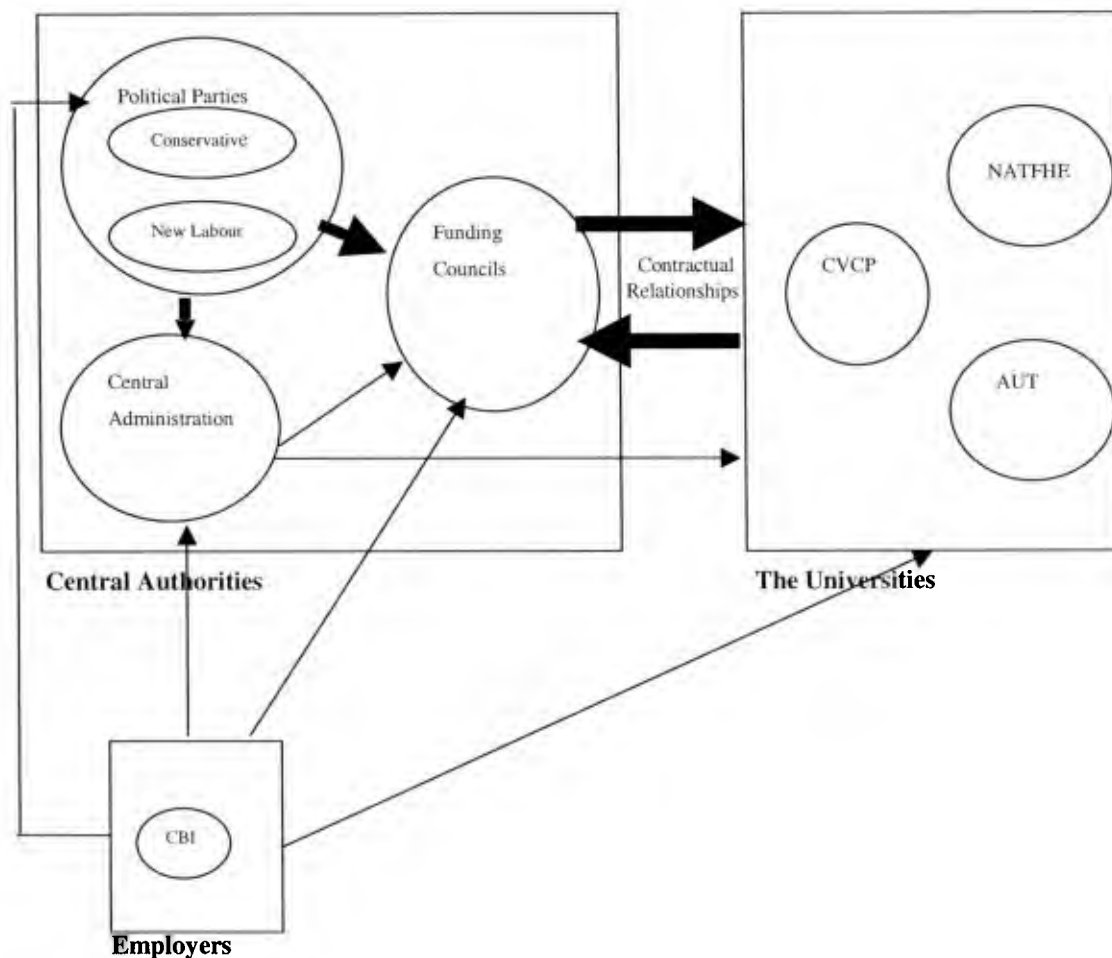 Political Parties
Conservative
New Labour
Funding
Councils
Contractual
Relationships
NATFHE
CVCP
AUT
Central
Administration
Central Authorities
The Universities
CBI
Employers